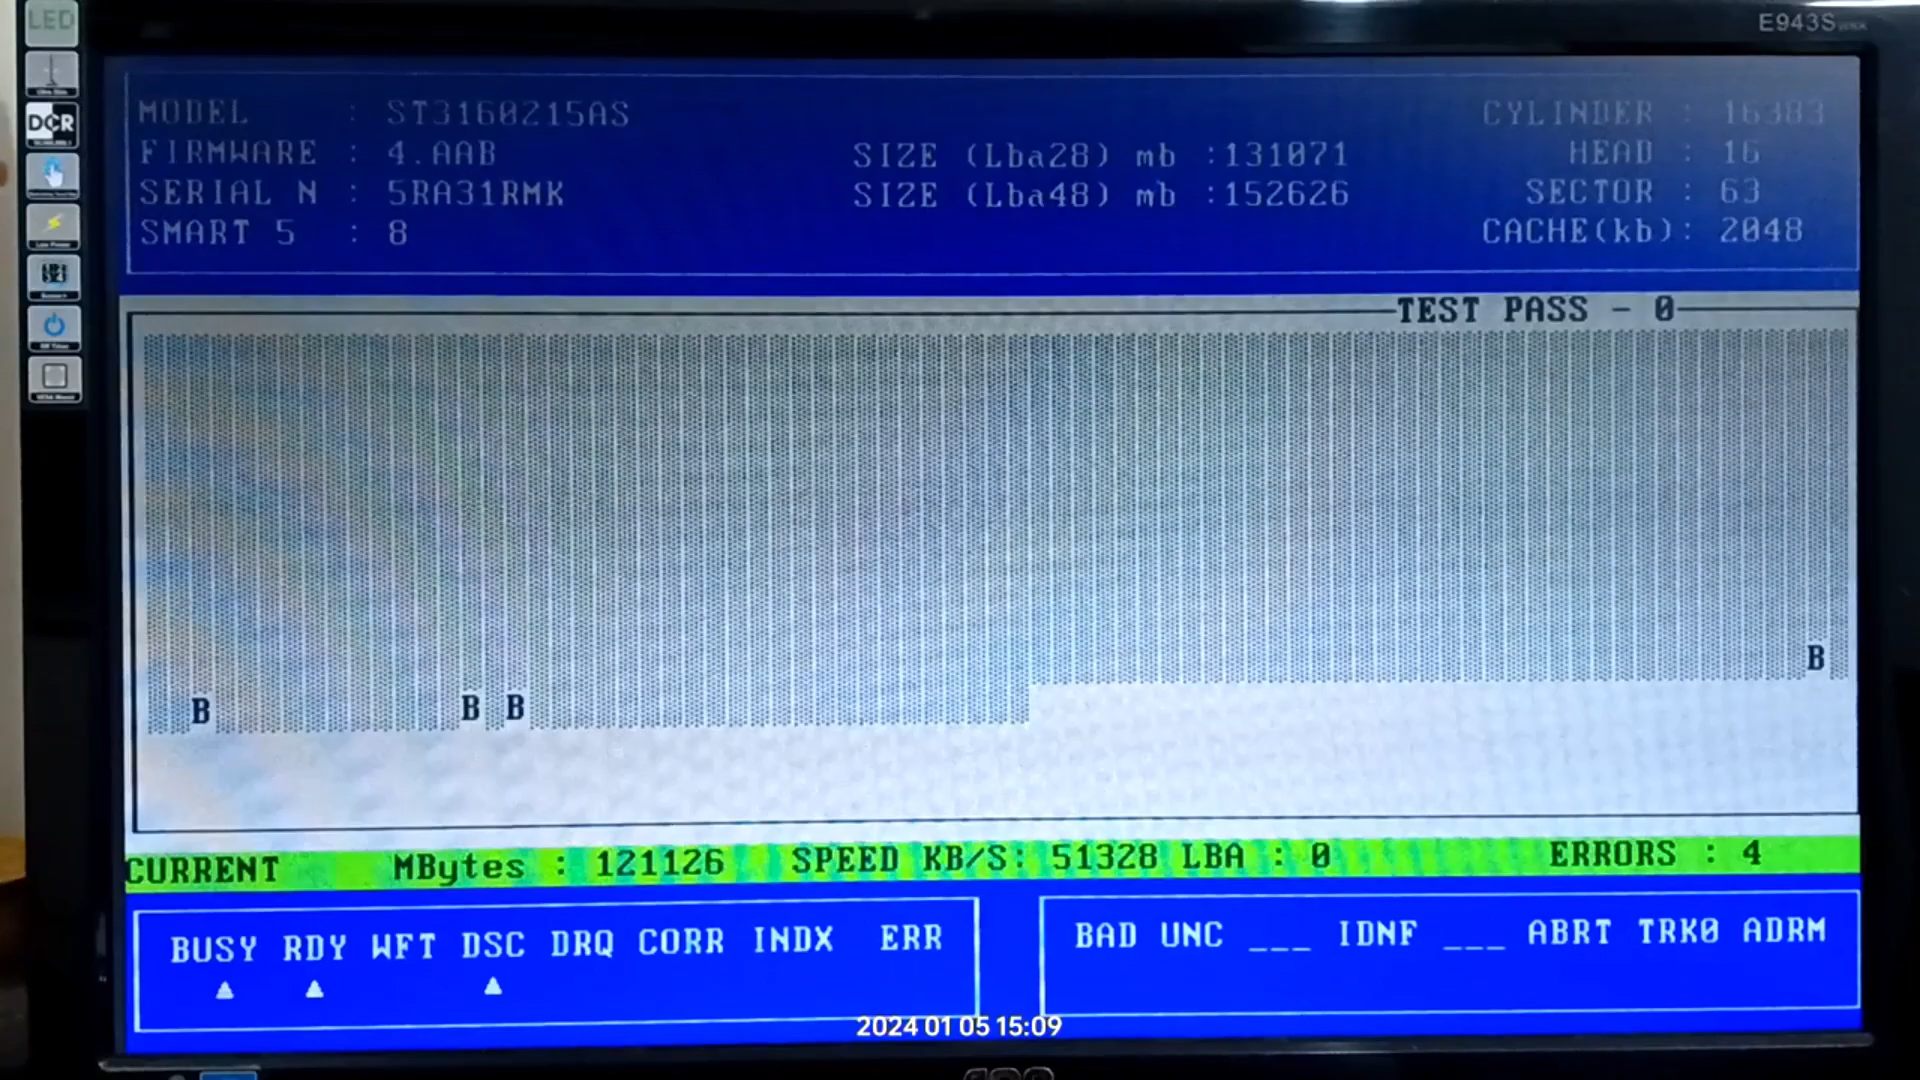 E943S
LED
DCR
MODEL : ST3160215AS CYLINDER : 16383
FIRMWARE : 4.AAB SIZE (Lba28) mb :131071 HEAD : 16
SERIAL N : 5RA31RMK SIZE (Lba48) mb :152626 SECTOR : 63
SMART 5 : 8 CACHE(kb): 2048
TEST PASS - 0
B
B B B
CURRENT MBytes : 121126 SPEED KB/S: 51328 LBA : 0 ERRORS : 4
BUSY RDY WFT DSC DRQ CORR INDX ERR BAD UNC ___ IDNF ___ ABRT TRK0 ADRM
2024 01 05 15:09